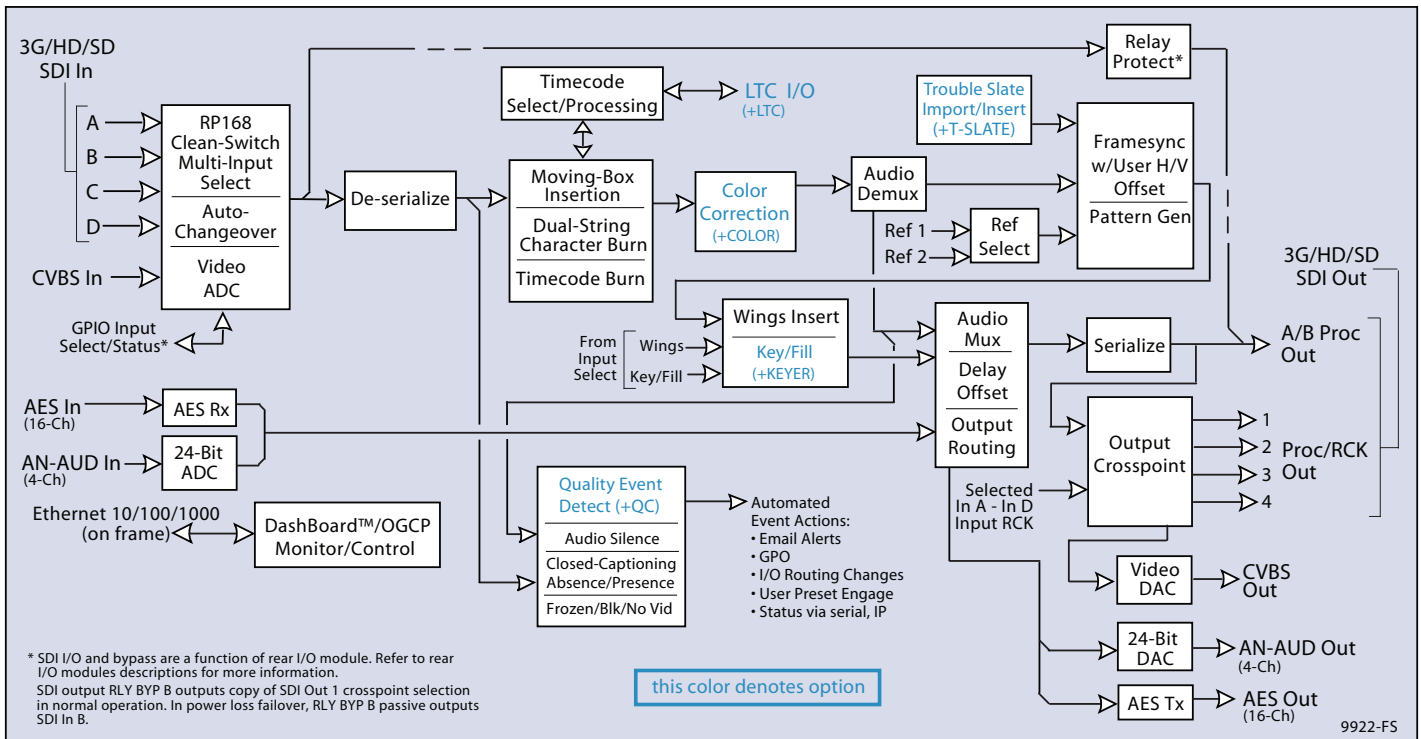 3G/HD/SD
SDI In
A
B
C
D
CVBS In
GPIO Input
Select/Status*
RP168
Clean-Switch
Multi-Input
Select
Auto-
Changeover
Video
ADC
De-serialize
Timecode
Select/Processing
LTC I/O
(+LTC)
Moving-Box
Insertion
Dual-String
Character Burn
Timecode Burn
Color
Correction
(+COLOR)
Audio
Demux
Trouble Slate
Import/Insert
(+T-SLATE)
Ref 1
Ref 2
Ref
Select
Framesync
w/User H/V
Offset
Pattern Gen
Relay
Protect*
3G/HD/SD
SDI Out
From
Input
Select
Wings
Key/Fill
Wings Insert
Key/Fill
(+KEYER)
Audio
Mux
Delay
Offset
Output
Routing
Serialize
A/B Proc
Out
AES In
(16-Ch)
AES Rx
AN-AUD In
(4-Ch)
24-Bit
ADC
Ethernet 10/100/1000
(on frame)
DashBoard™/OGCP
Monitor/Control
Quality Event
Detect (+QC)
Audio Silence
Closed-Captioning
Absence/Presence
Frozen/Blk/No Vid
Automated
Event Actions:
• Email Alerts
• GPO
• I/O Routing Changes
• User Preset Engage
• Status via serial, IP
Selected
In A - In D
Input RCK
Output
Crosspoint
1
2
3
4
Proc/RCK
Out
Video
DAC
CVBS
Out
24-Bit
DAC
AN-AUD Out
(4-Ch)
AES Tx
AES Out
(16-Ch)
* SDI I/O and bypass are a function of rear I/O module. Refer to rear
I/O modules descriptions for more information.
SDI output RLY BYP B outputs copy of SDI Out 1 crosspoint selection
in normal operation. In power loss failover, RLY BYP B passive outputs
SDI In B.
this color denotes option
9922-FS